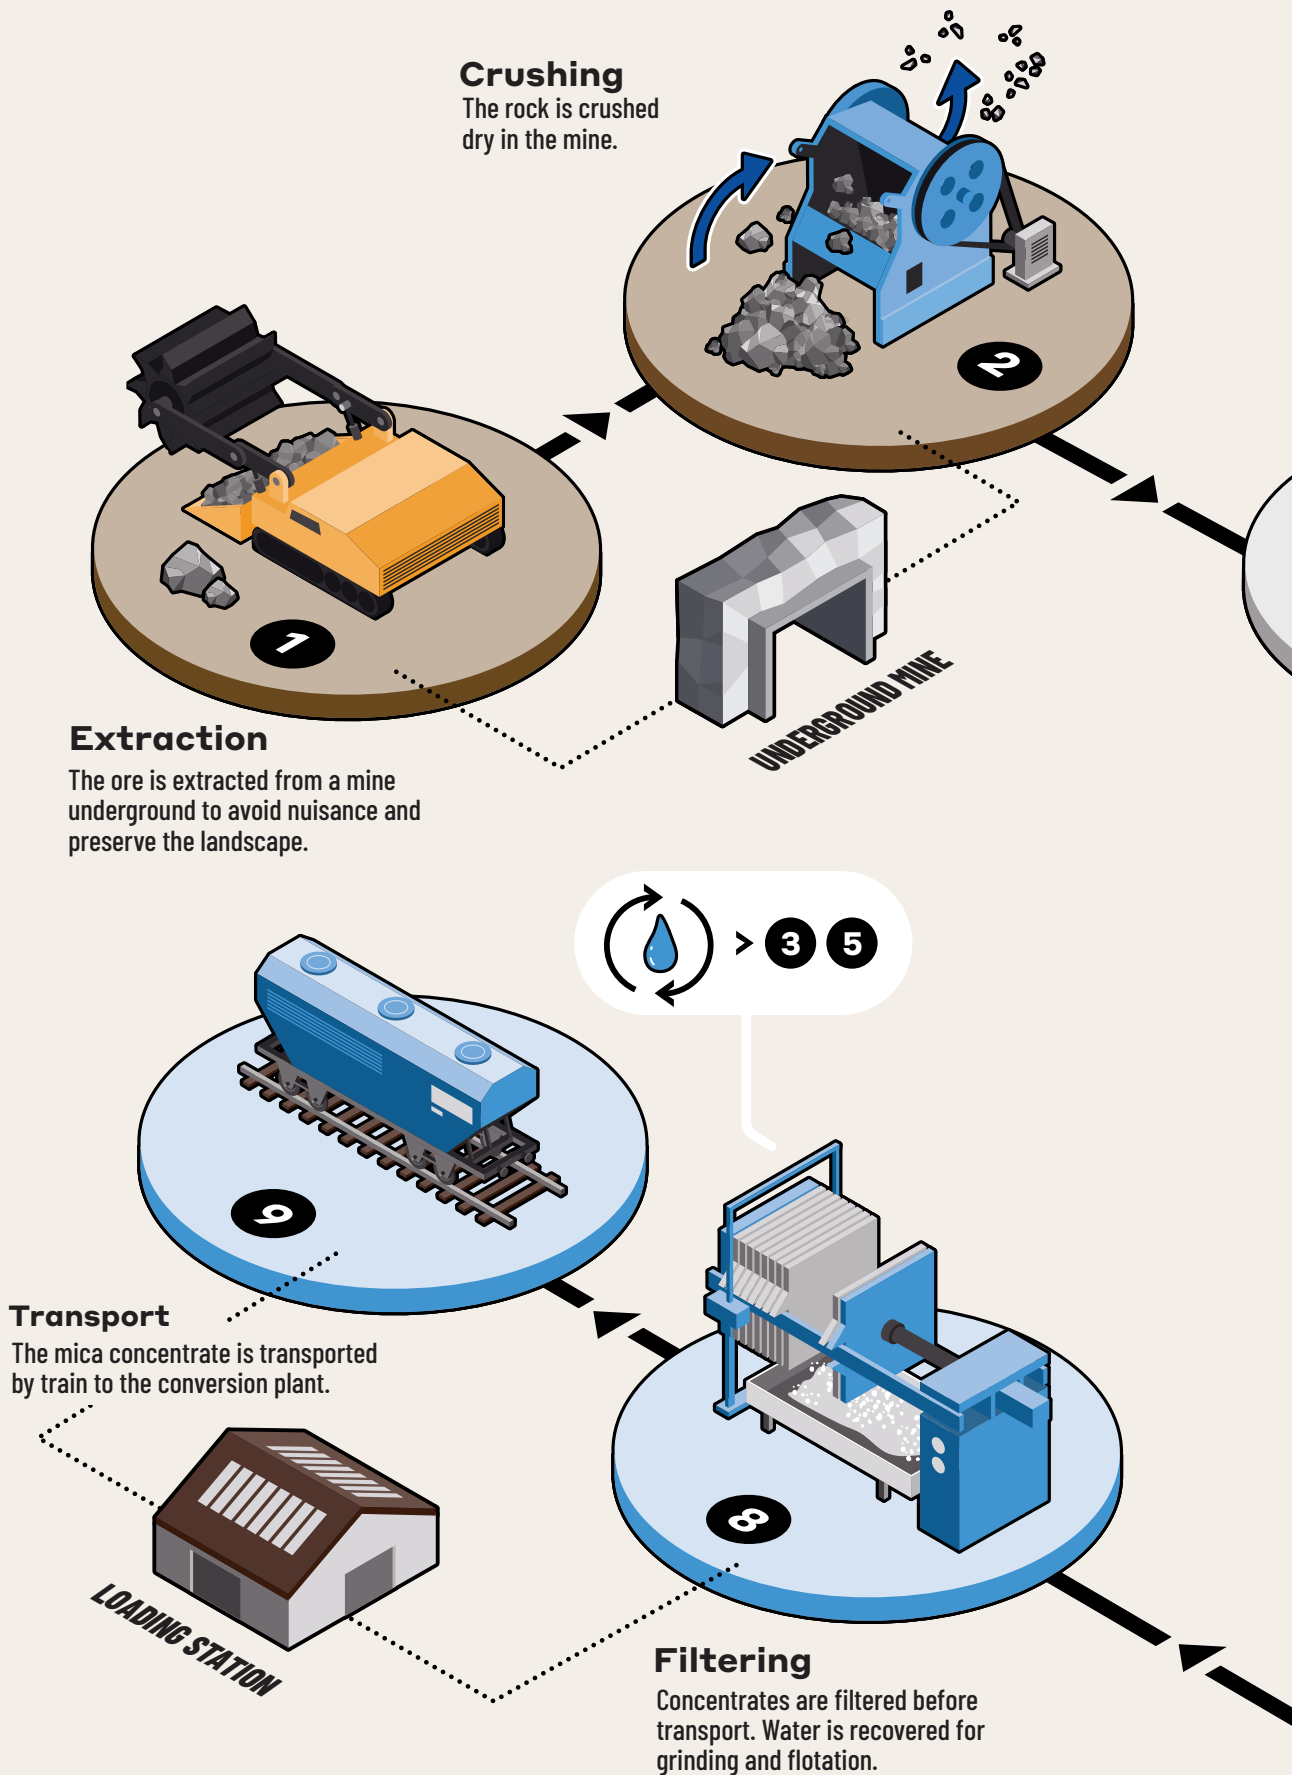 Crushing
The rock is crushed
dry in the mine.
2
1
UNDERGROUND MINE
Extraction
The ore is extracted from a mine
underground to avoid nuisance and
preserve the landscape.
> 3 5
9
Transport
The mica concentrate is transported
by train to the conversion plant.
8
LOADING STATION
Filtering
Concentrates are filtered before
transport. Water is recovered for
grinding and flotation.